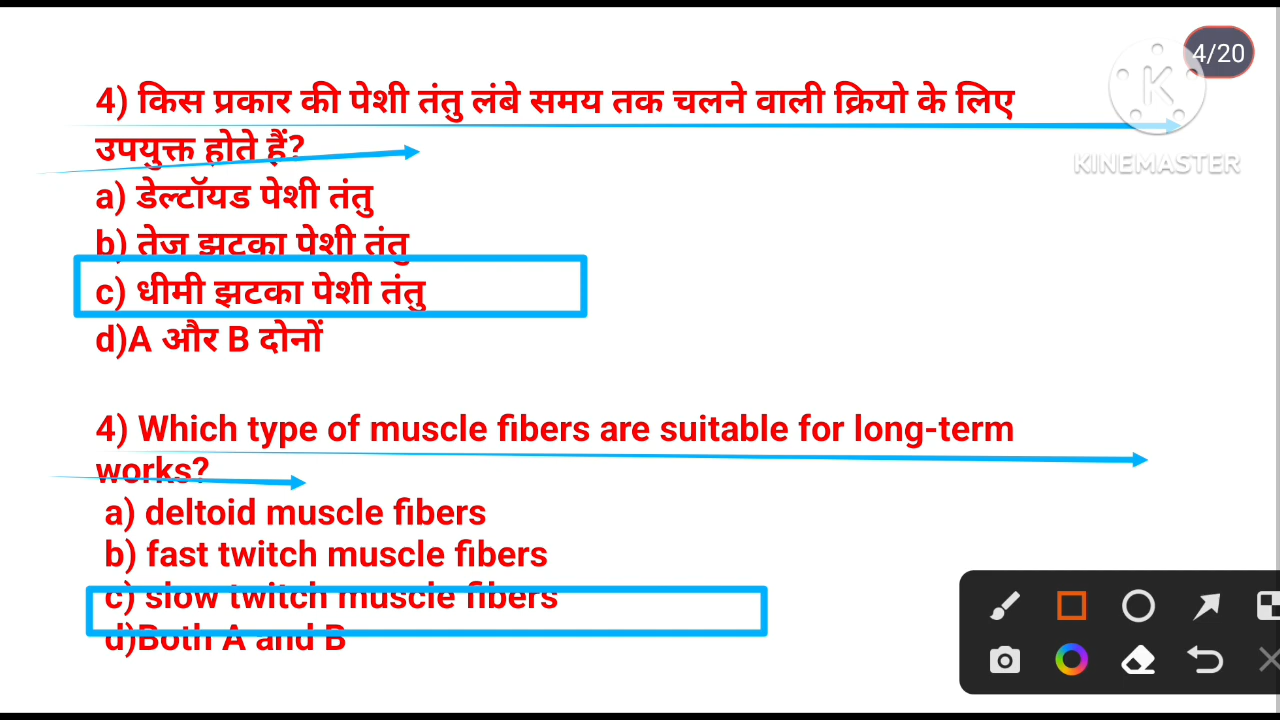 4/20
4) किस प्रकार की पेशी तंतु लंबे समय तक चलने वाली क्रियो के लिए
उपयुक्त होते हैं?
a) डेल्टॉयड पेशी तंतु
b) तेज झटका पेशी तंतु
c) धीमी झटका पेशी तंतु
d)A और B दोनों
4) Which type of muscle fibers are suitable for long-term
works?
a) deltoid muscle fibers
b) fast twitch muscle fibers
c) slow twitch muscle fibers
d)Both A and B
K
KINEMASTER